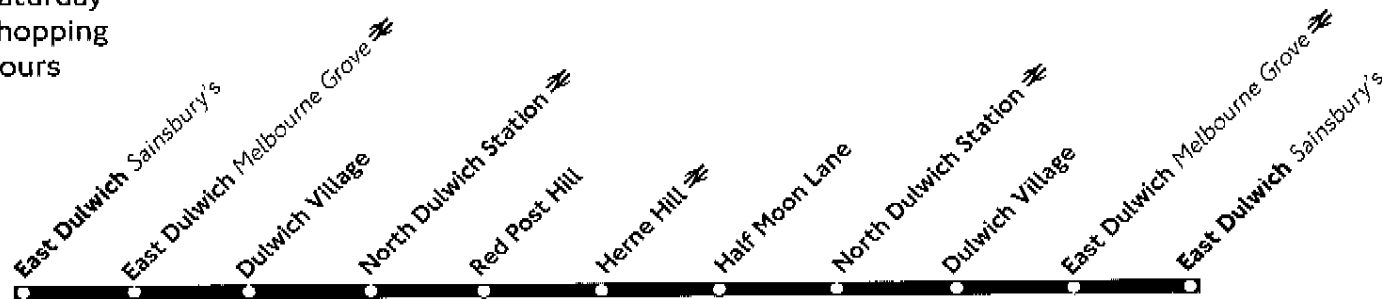 hopping
ours
East Dulwich Sainsbury's
East Dulwich Melbourne Grove
Dulwich Village
North Dulwich Station
Red Post Hill
Herne Hill
Half Moon Lane
North Dulwich Station
Dulwich Village
East Dulwich Melbourne Grove
East Dulwich Sainsbury's